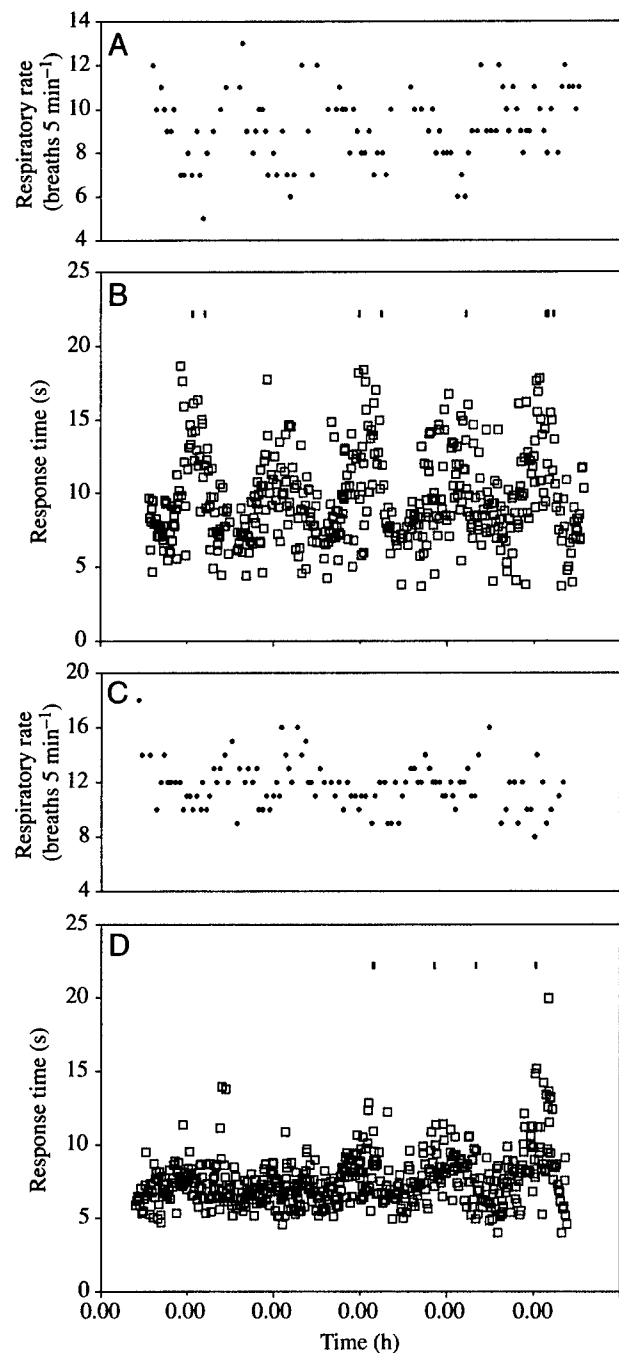 A
Respiratory rate
(breaths 5 min⁻¹)
14
12
10
8
6
4
B
Response time (s)
25
20
15
10
5
0
C
Respiratory rate
(breaths 5 min⁻¹)
20
16
12
8
4
D
Response time (s)
25
20
15
10
5
0
0.00 0.00 0.00 0.00 0.00 0.00
Time (h)